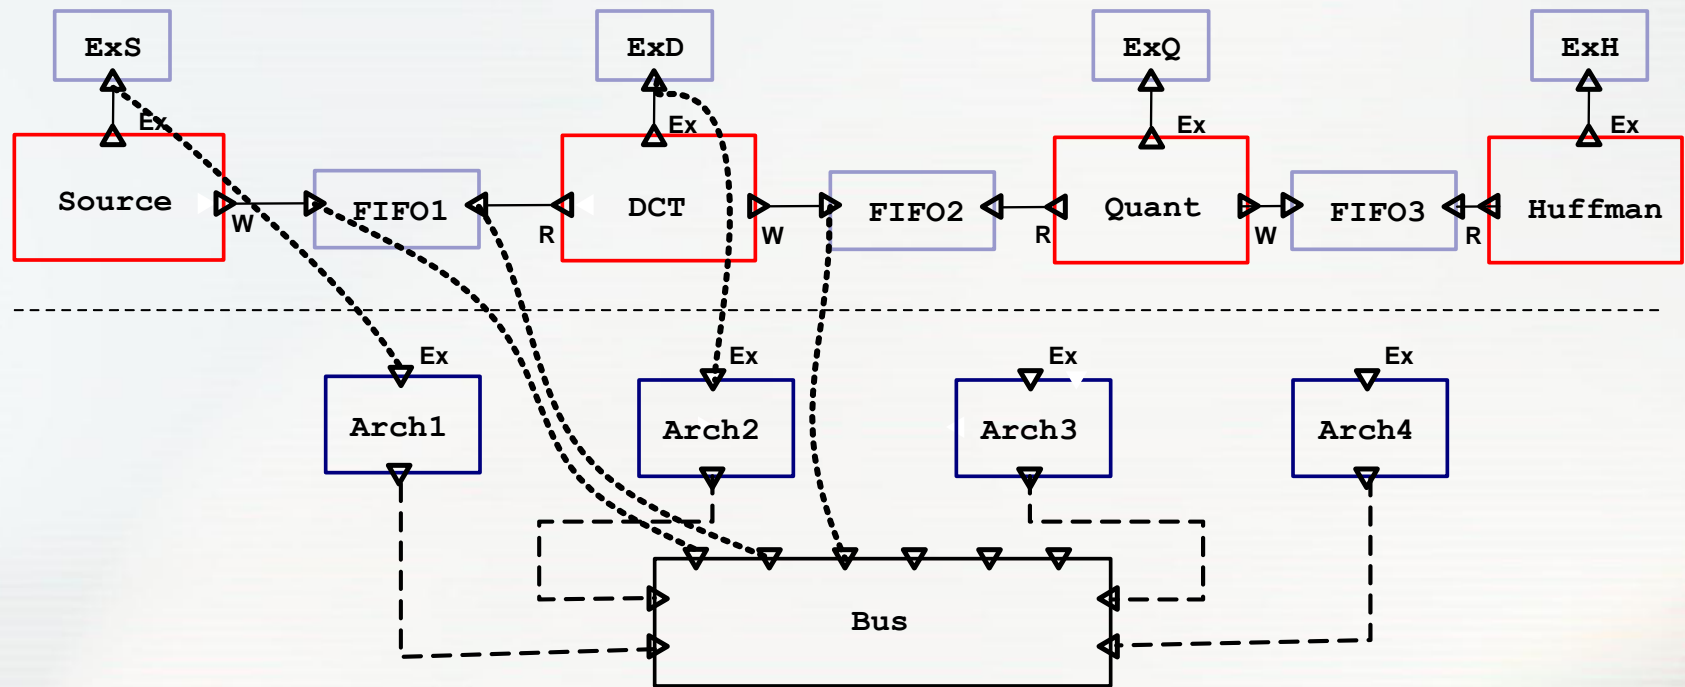 ExS
ExD
ExQ
ExH
Ex
Ex
Ex
Ex
Source
W
FIFO1
R
DCT
W
FIFO2
R
Quant
W
FIFO3
R
Huffman
Ex
Ex
Ex
Ex
Arch1
Arch2
Arch3
Arch4
Bus